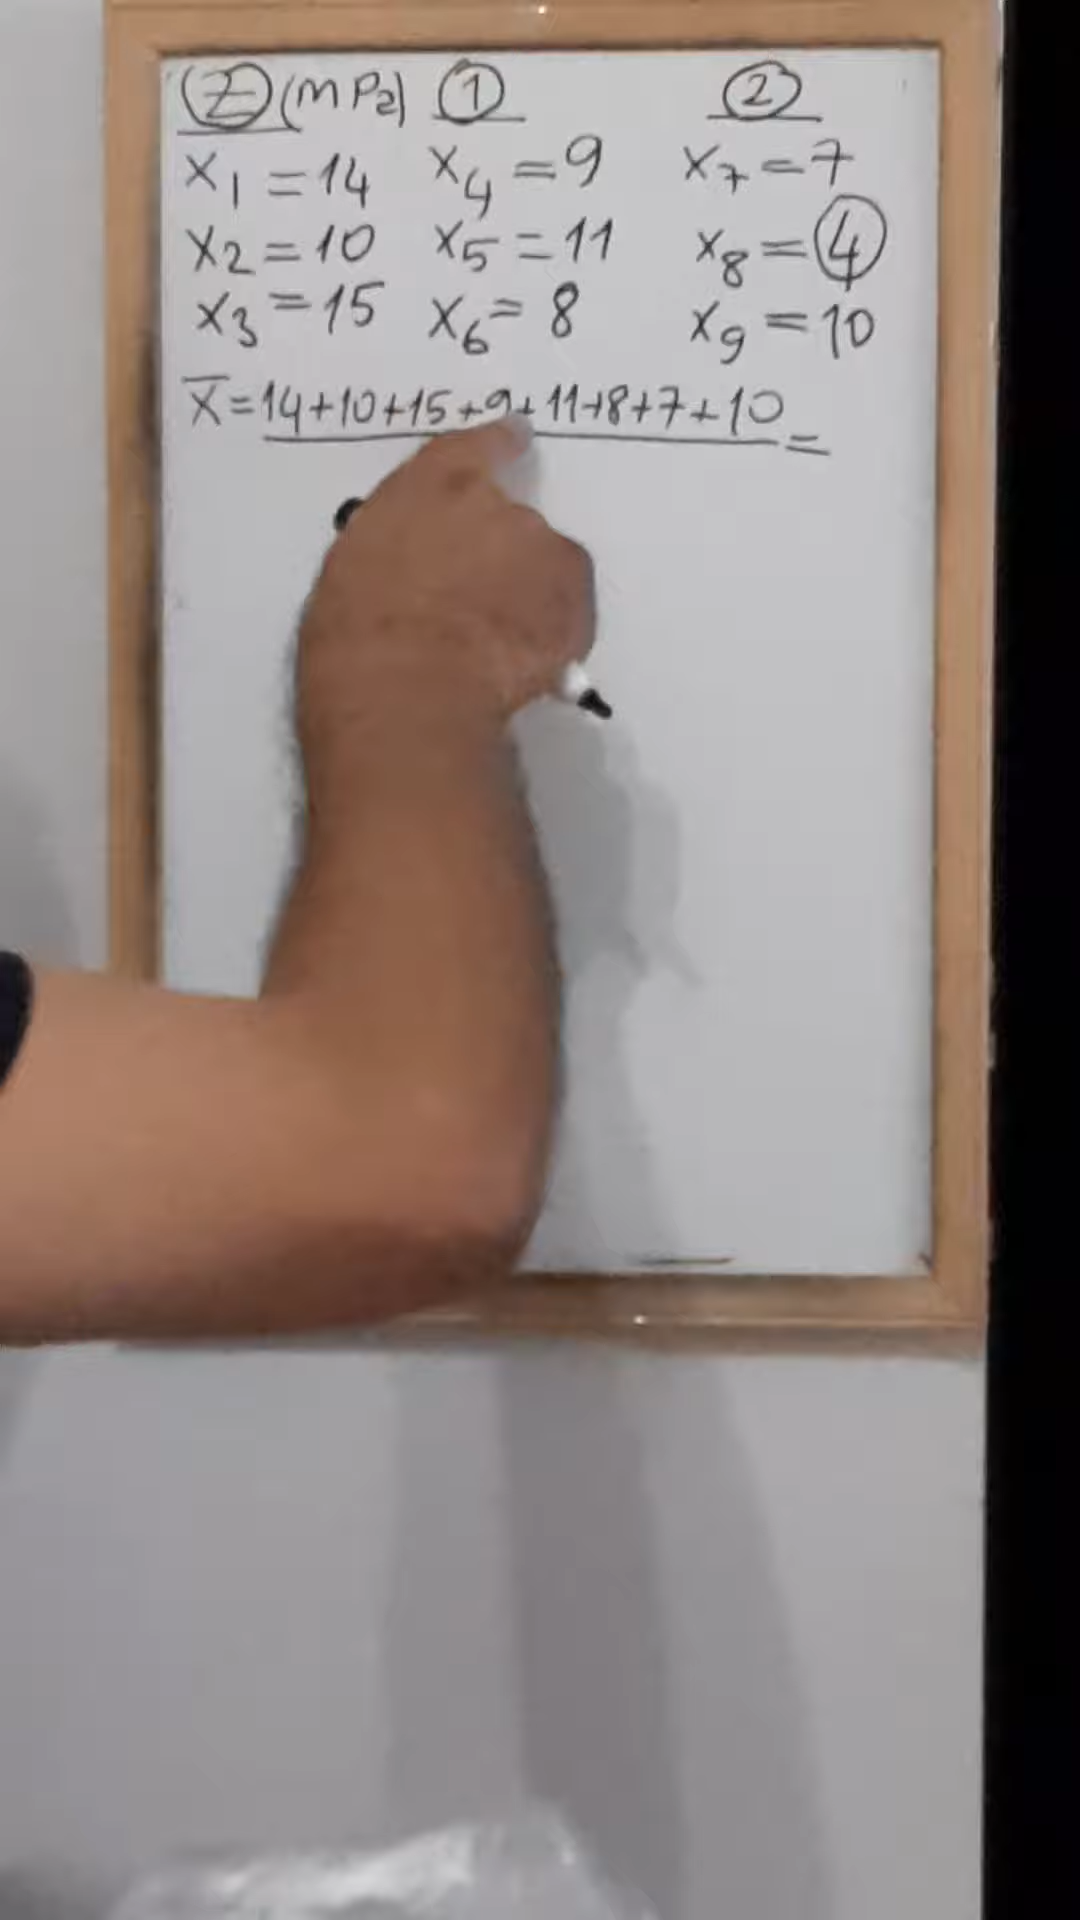 Z (MPa) 1 2
x1 = 14 x4 = 9 x7 = 7
x2 = 10 x5 = 11 x8 = 4
x3 = 15 x6 = 8 x9 = 10
x̅ = 14+10+15+9+11+8+7+10 =